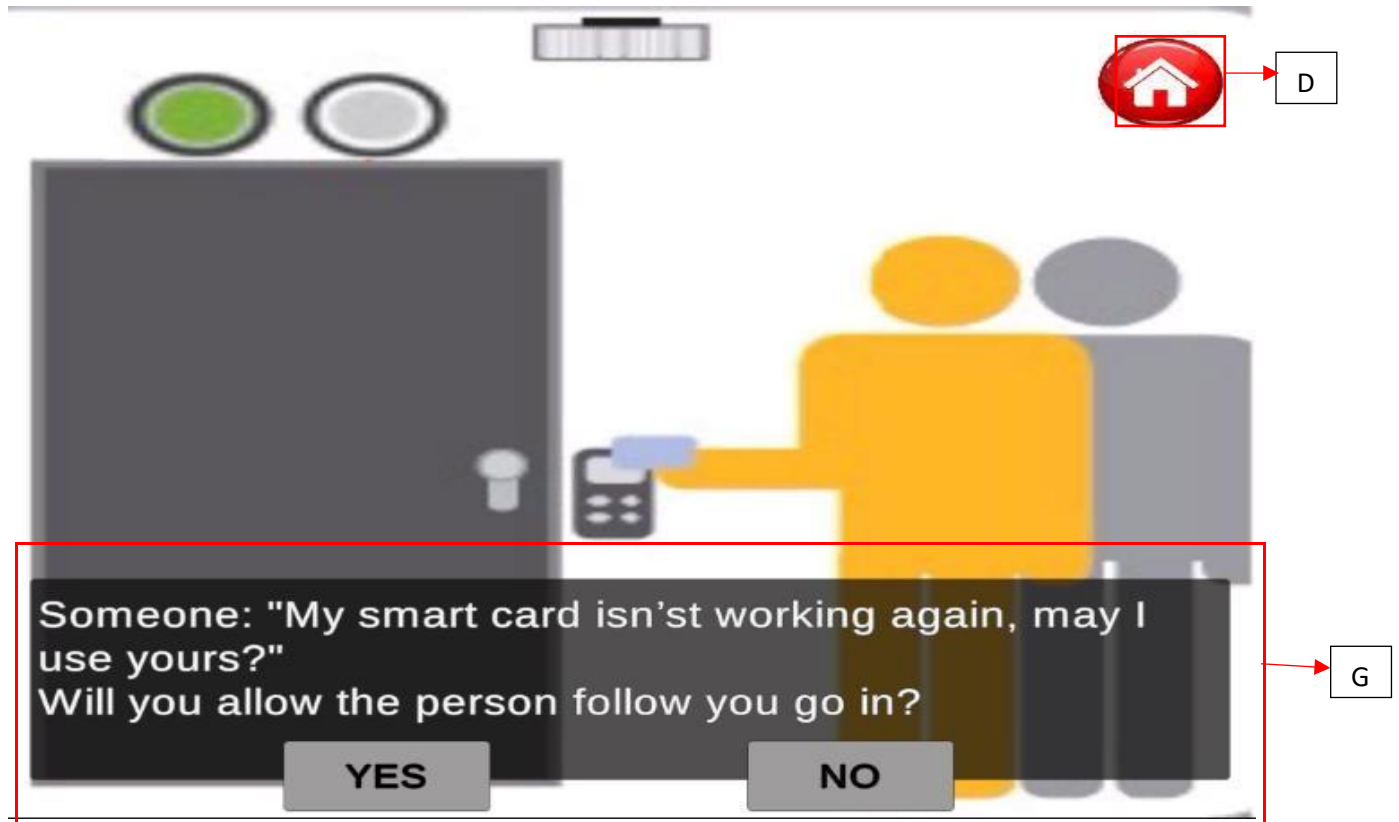 D
Someone: "My smart card isn'st working again, may I
use yours?"
Will you allow the person follow you go in?
G
YES
NO